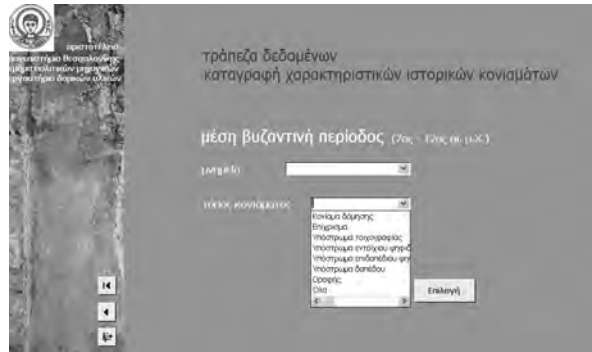 αριστοτέλειο
πανεπιστήμιο θεσσαλονίκης
τμήμα πολιτικών μηχανικών
εργαστήριο δομικών υλικών
τράπεζα δεδομένων
καταγραφή χαρακτηριστικών ιστορικών κονιαμάτων
μέση βυζαντινή περίοδος (7ος - 12ος αι. μ.Χ.)
μνημείο
τύπος κονιάματος
Κονίαμα δόμησης
Επίχρισμα
Υπόστρωμα τοιχογραφίας
Υπόστρωμα εντοίχιου ψηφιδ
Υπόστρωμα επιδαπέδιου ψηφ
Υπόστρωμα δαπέδου
Οροφής
Όλα
Επιλογή